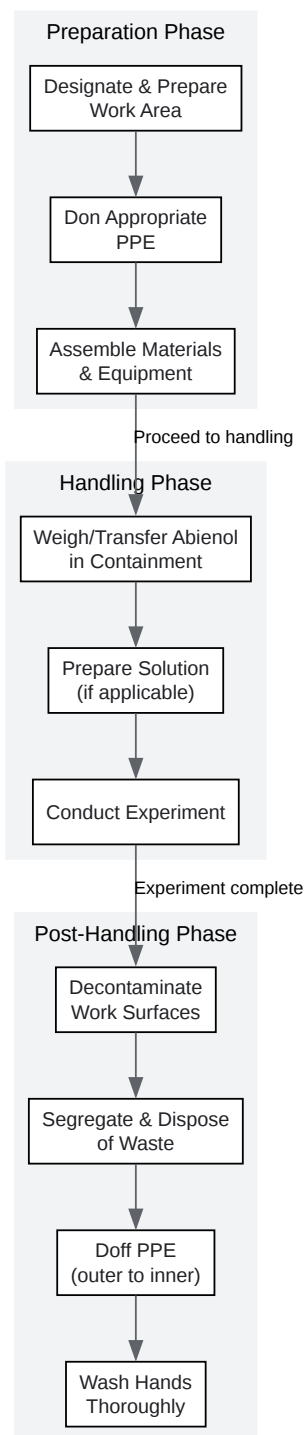 Preparation Phase
Designate & Prepare
Work Area
Don Appropriate
PPE
Assemble Materials
& Equipment
Proceed to handling
Handling Phase
Weigh/Transfer Abienol
in Containment
Prepare Solution
(if applicable)
Conduct Experiment
Experiment complete
Post-Handling Phase
Decontaminate
Work Surfaces
Segregate & Dispose
of Waste
Doff PPE
(outer to inner)
Wash Hands
Thoroughly